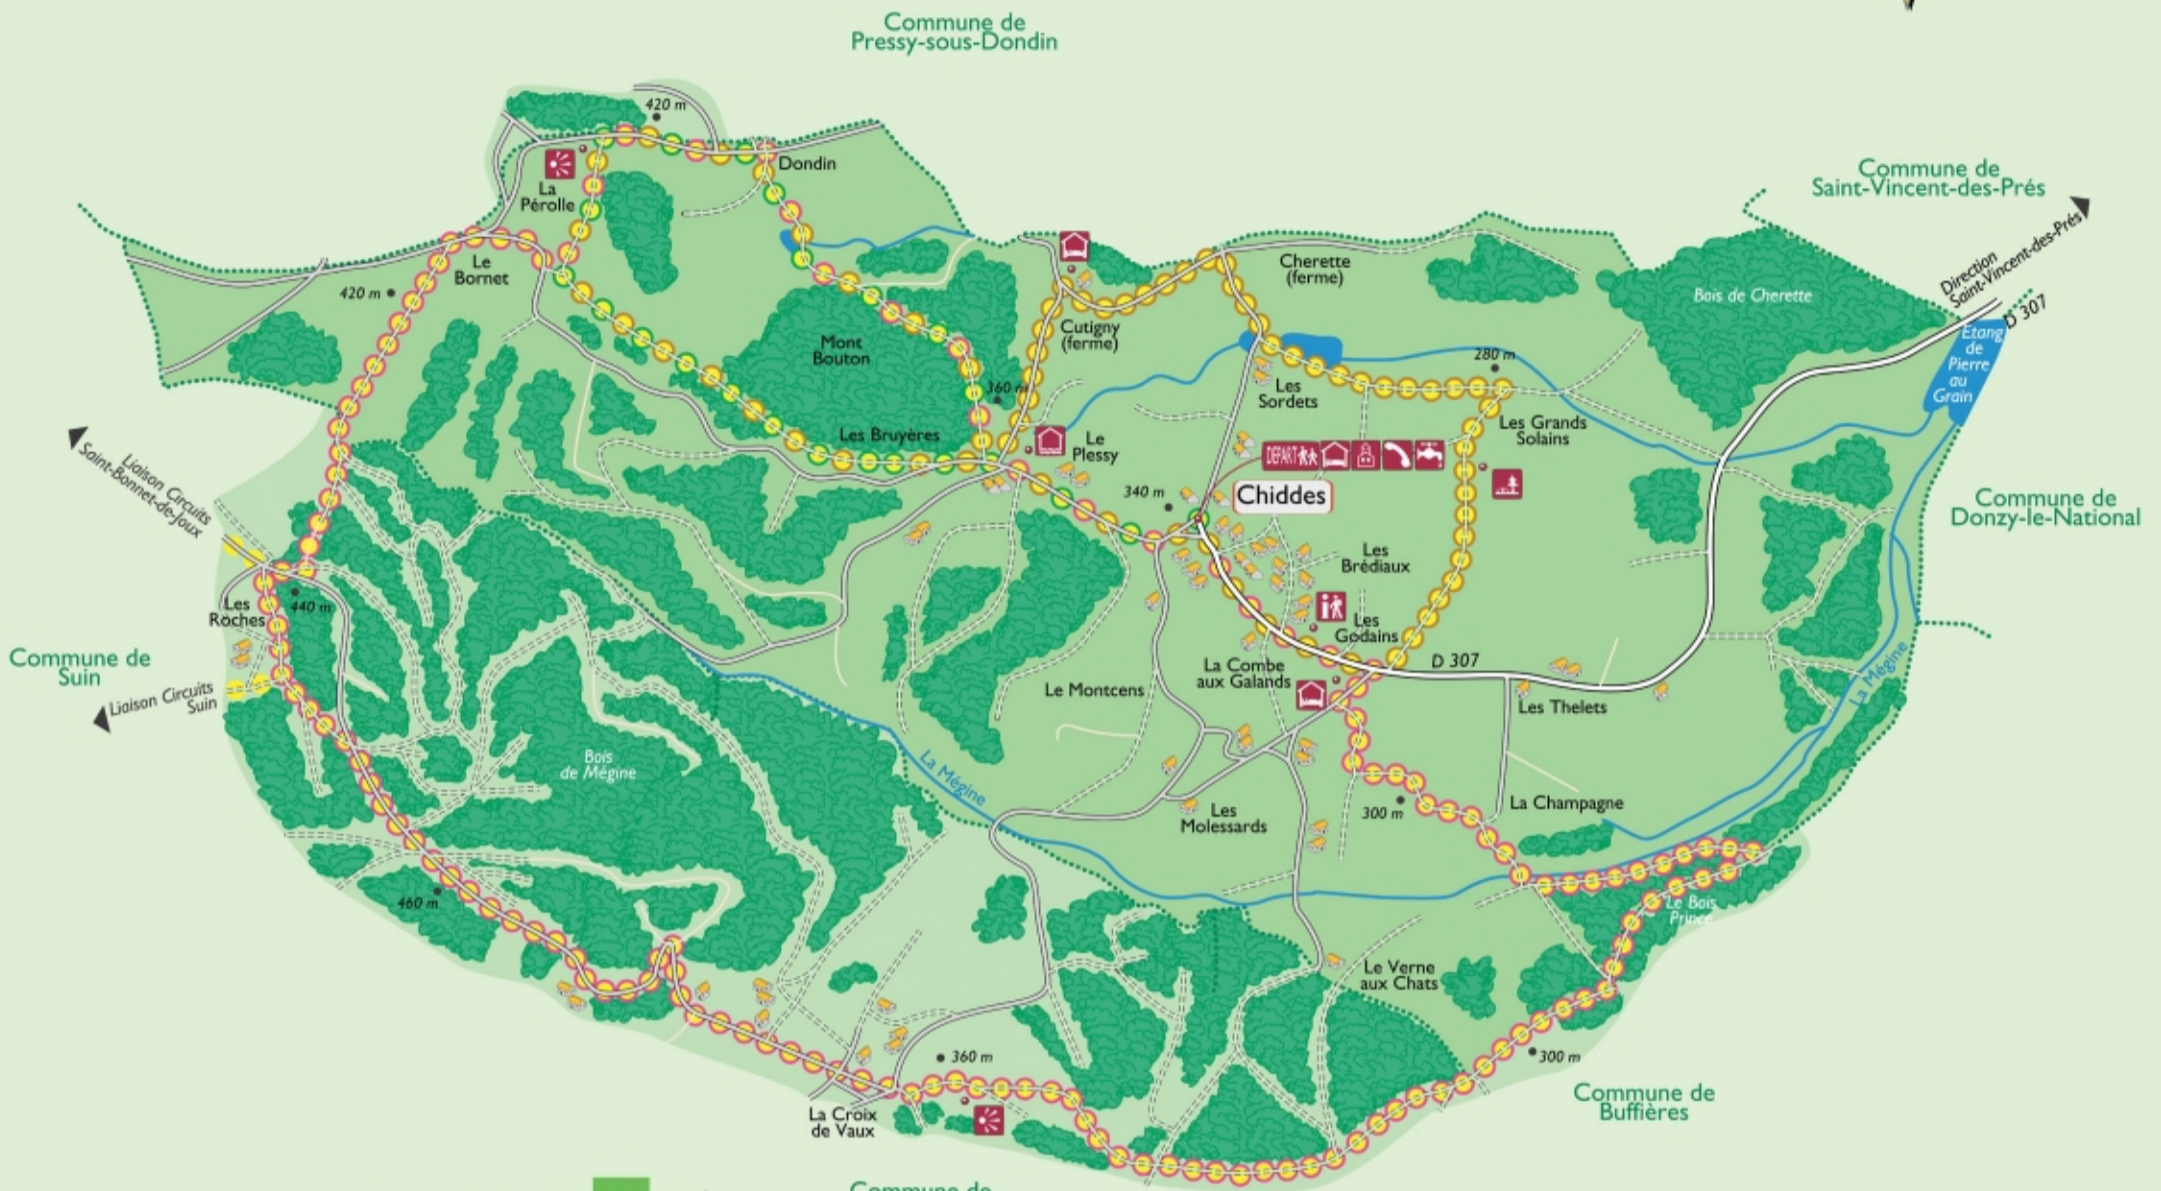 Commune de
Pressy-sous-Dondin
420 m
Dondin
La
Pérolle
Commune de
Saint-Vincent-des-Prés
Direction
Saint-Vincent-des-Prés
D 307
Le
Bornet
420 m
Cherette
(ferme)
Bois de Cherette
Cutigny
(ferme)
Mont
Bouton
Etang
de
Pierre
au
Grain
280 m
360 m
Les
Sordets
Les Grands
Solains
Les Bruyères
Le
Plessy
DEPART
Liaison Circuits
Saint-Bonnet-de-Joux
340 m
Chiddes
Commune de
Donzy-le-National
Les
Brédiaux
Les
Roches
440 m
Les
Godains
Commune de
Suin
Liaison Circuits
Suin
La Combe
aux Galands
D 307
Le Montcens
Les Thelets
La Mégine
Bois
de Mégine
La Mégine
Les
Molessards
300 m
La Champagne
460 m
Le Bois
Prince
Le Verne
aux Chats
360 m
300 m
La Croix
de Vaux
Commune de
Buffières
Commune de